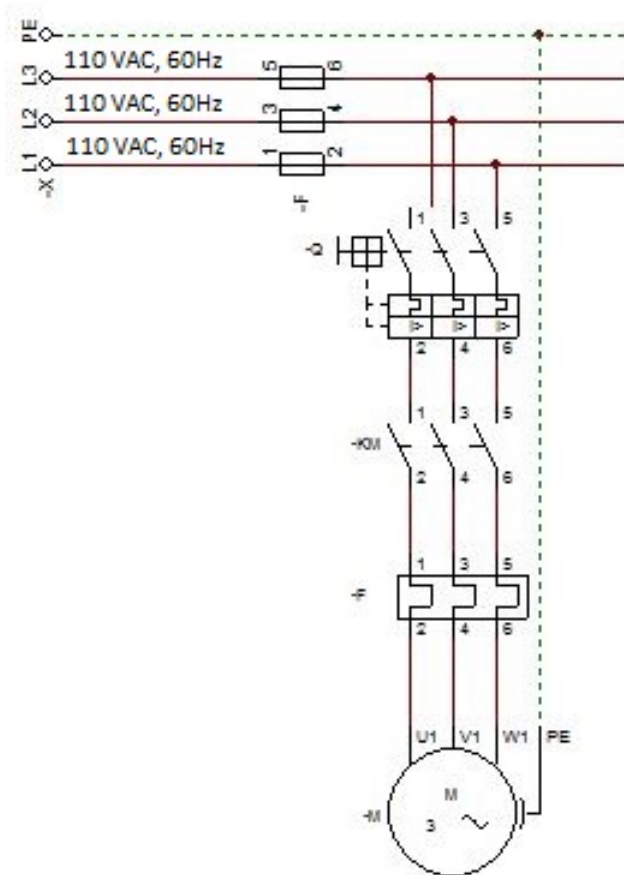 PE
L3 110 VAC, 60Hz 5 6
L2 110 VAC, 60Hz 3 4
L1 110 VAC, 60Hz 1 2
-X -F
1 3 5
-Q
I> I> I>
2 4 6
1 3 5
-KM
2 4 6
1 3 5
-F
2 4 6
U1 V1 W1 PE
M
-M
3